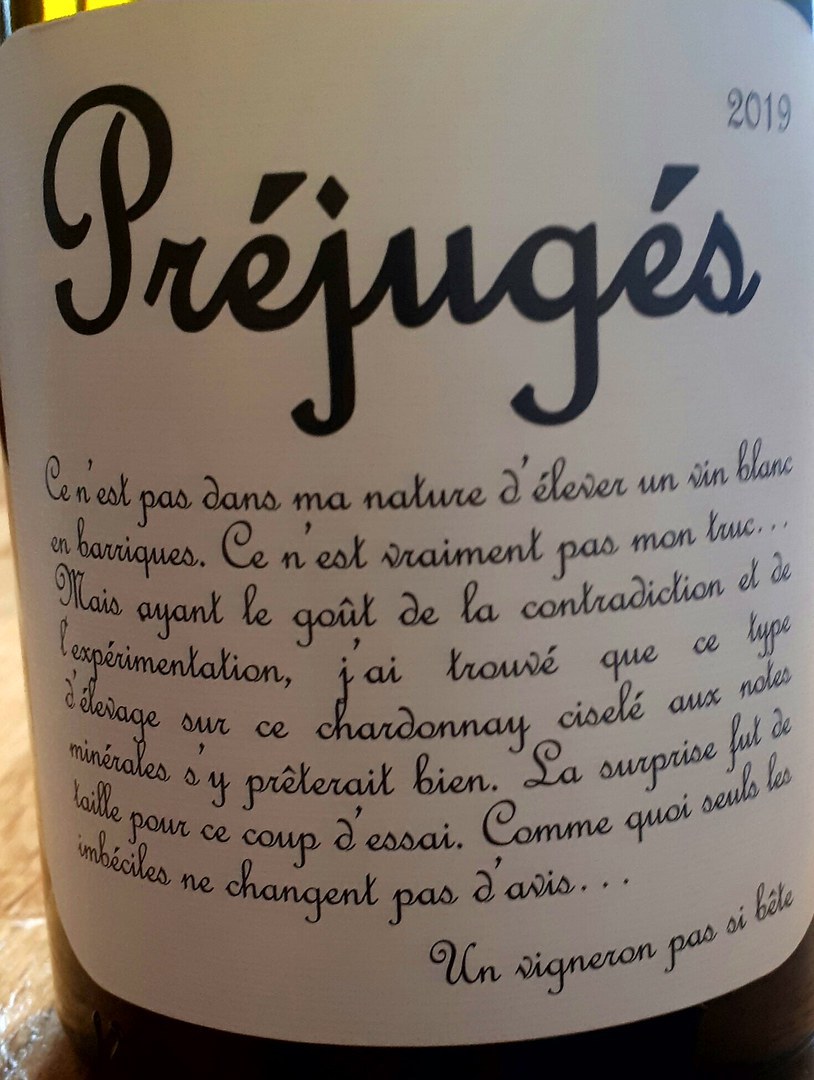 2019
Préjugés
Ce n'est pas dans ma nature d'élever un vin blanc
en barriques. Ce n'est vraiment pas mon truc...
Mais ayant le goût de la contradiction et de
l'expérimentation, j'ai trouvé que ce type
d'élevage sur ce chardonnay ciselé aux notes
minérales s'y prêterait bien. La surprise fut de
taille pour ce coup d'essai. Comme quoi seuls les
imbéciles ne changent pas d'avis...
Un vigneron pas si bête